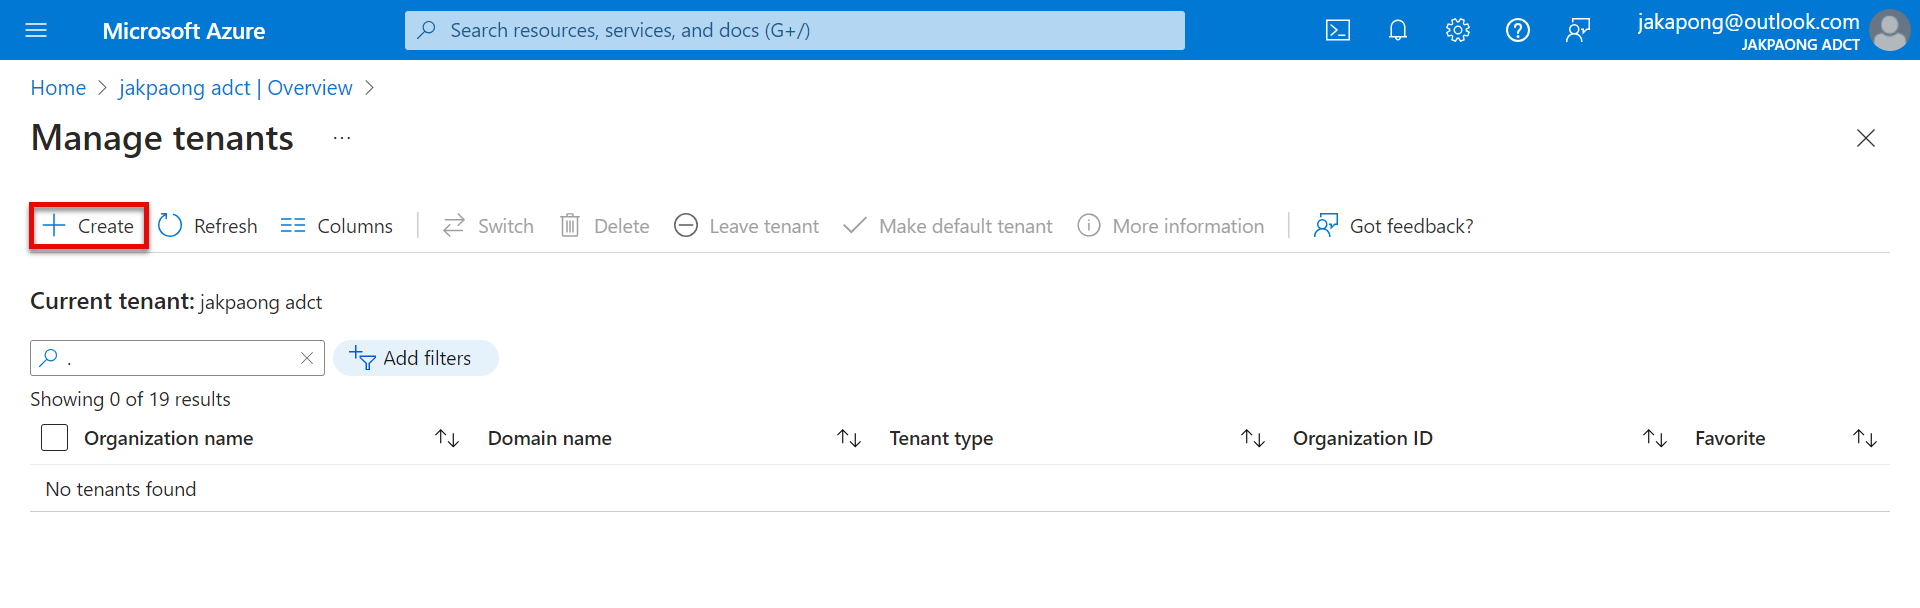 Microsoft Azure
Search resources, services, and docs (G+/)
jakapong@outlook.com
JAKPAONG ADCT
Home > jakpaong adct | Overview >
Manage tenants ...
Create Refresh Columns Switch Delete Leave tenant Make default tenant More information Got feedback?
Current tenant: jakpaong adct
. Add filters
Showing 0 of 19 results
Organization name Domain name Tenant type Organization ID Favorite
No tenants found